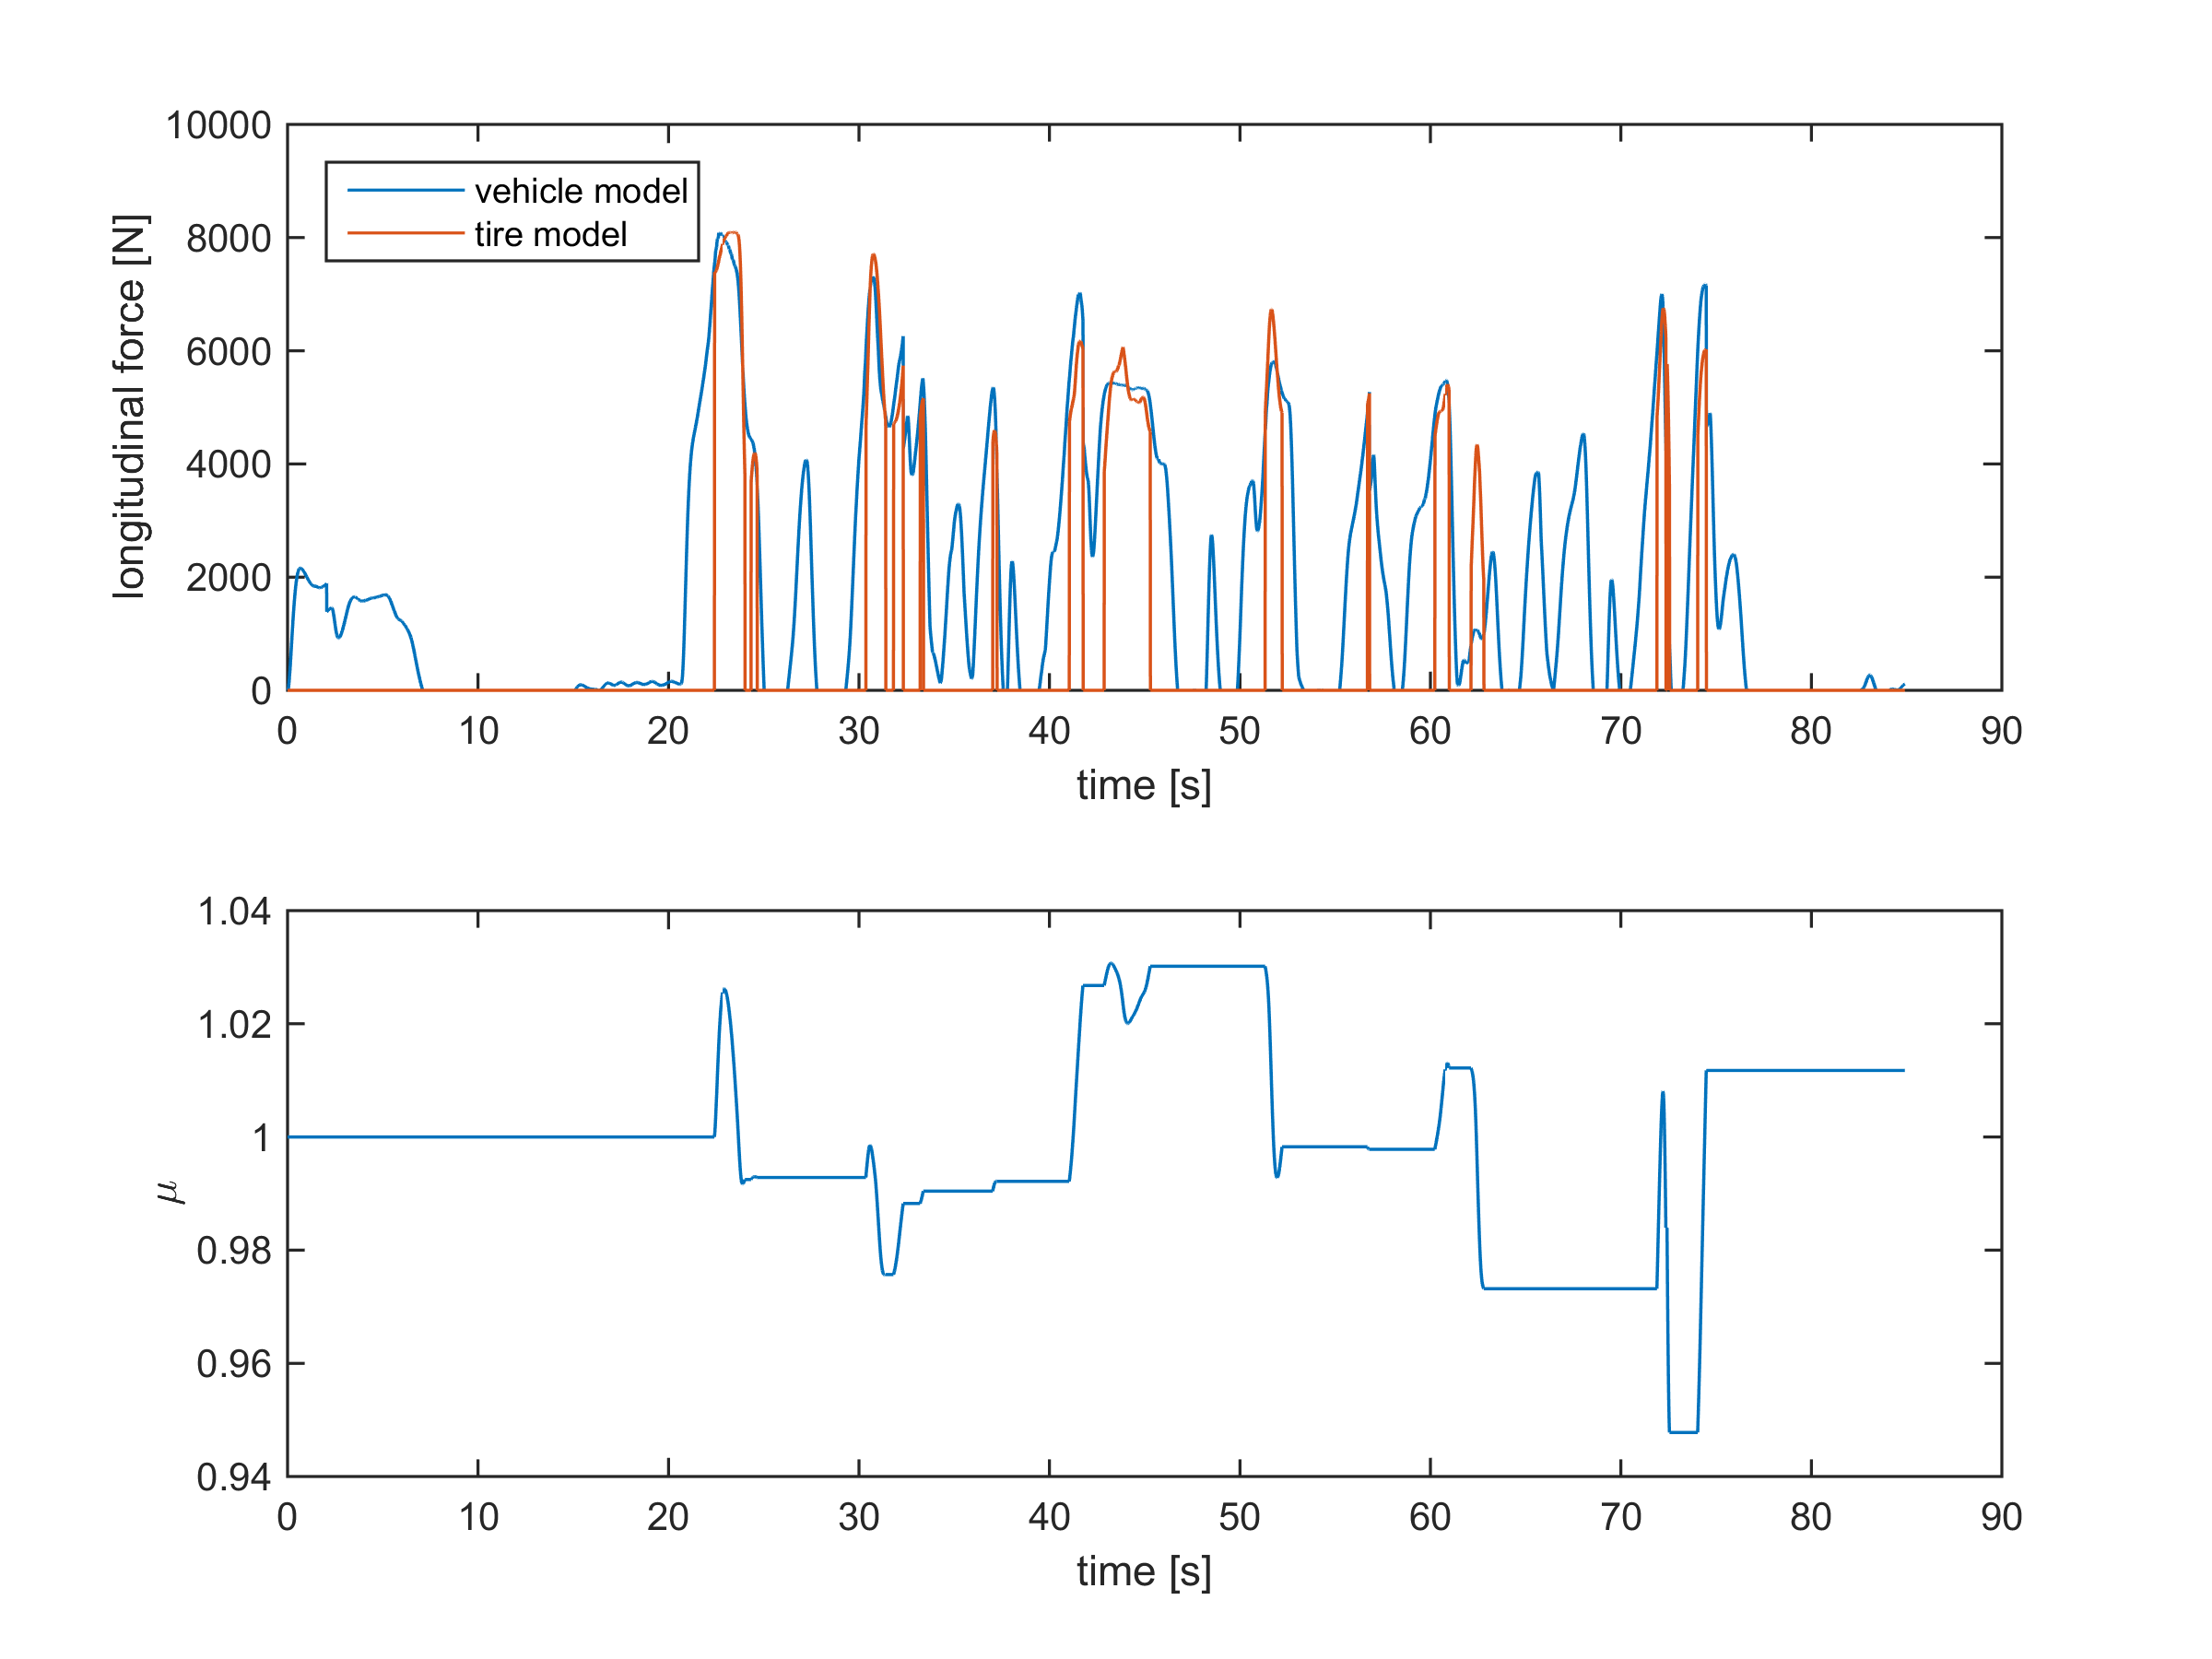 10000
8000
6000
4000
2000
0
longitudinal force [N]
vehicle model
tire model
0 10 20 30 40 50 60 70 80 90
time [s]
1.04
1.02
1
0.98
0.96
0.94
μ
0 10 20 30 40 50 60 70 80 90
time [s]